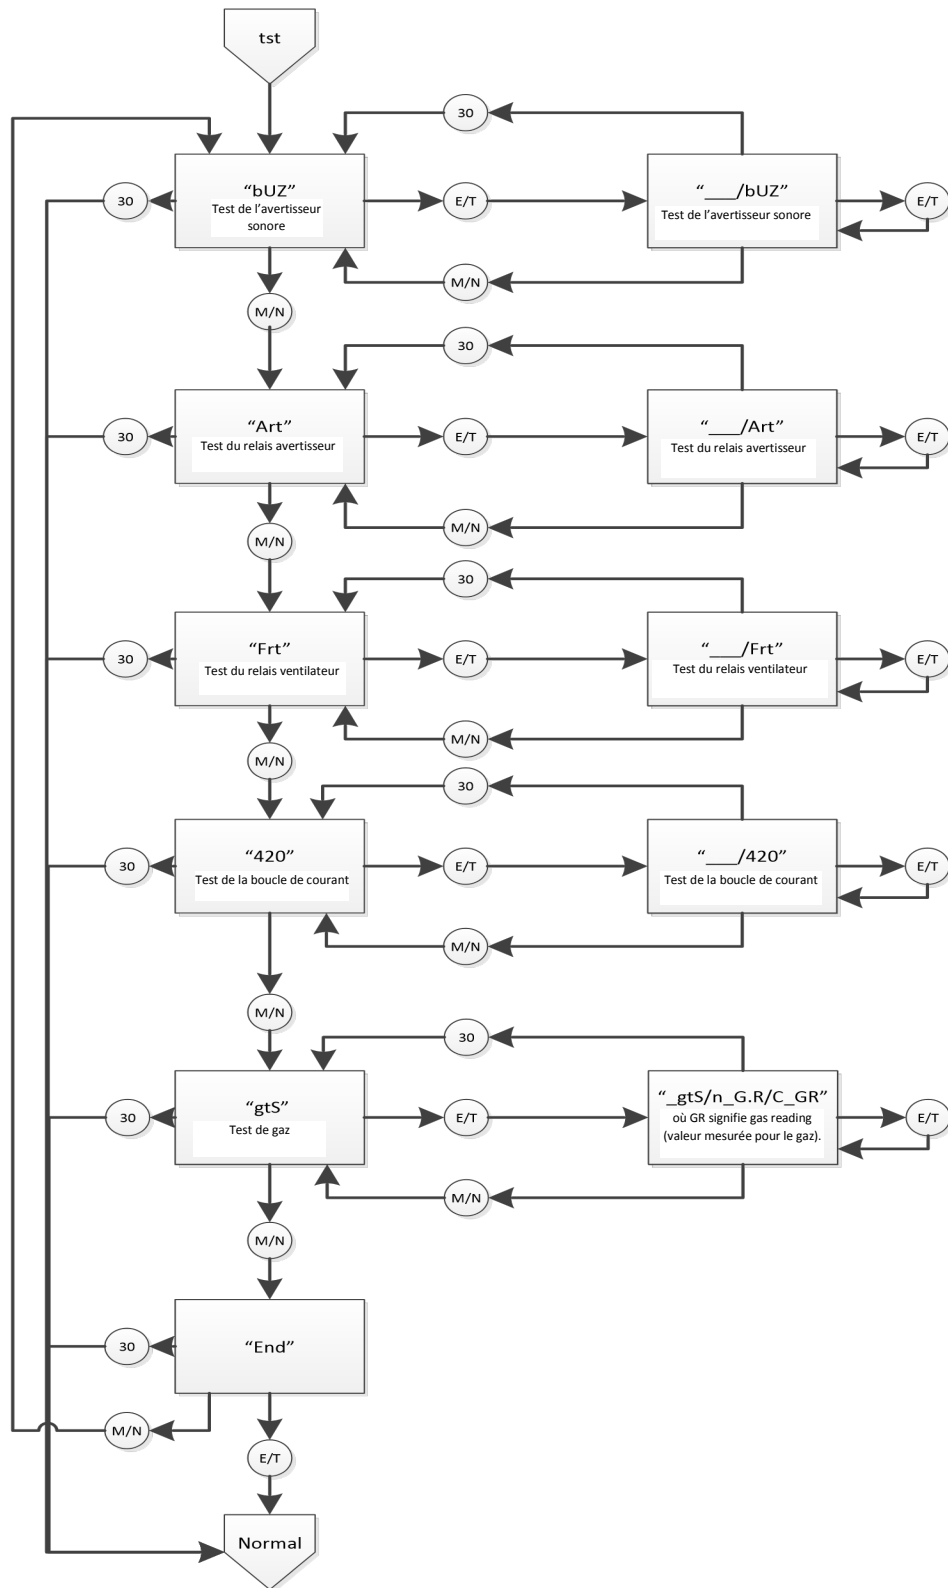 tst
30
“bUZ”
Test de l’avertisseur
sonore
30
E/T
“___/bUZ”
Test de l’avertisseur sonore
E/T
M/N
M/N
30
“Art”
Test du relais avertisseur
30
E/T
“___/Art”
Test du relais avertisseur
E/T
M/N
M/N
30
“Frt”
Test du relais ventilateur
30
E/T
“___/Frt”
Test du relais ventilateur
E/T
M/N
M/N
30
“420”
Test de la boucle de courant
30
E/T
“___/420”
Test de la boucle de courant
E/T
M/N
M/N
30
“gtS”
Test de gaz
30
E/T
“_gtS/n_G.R/C_GR”
où GR signifie gas reading
(valeur mesurée pour le gaz).
E/T
M/N
M/N
“End”
30
M/N
E/T
Normal